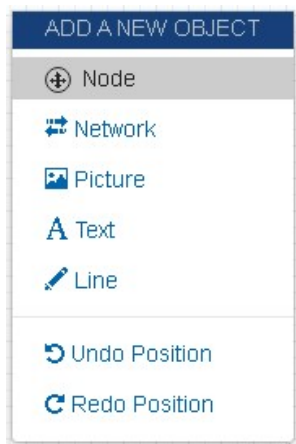 ADD A NEW OBJECT
Node
Network
Picture
Text
Line
Undo Position
Redo Position